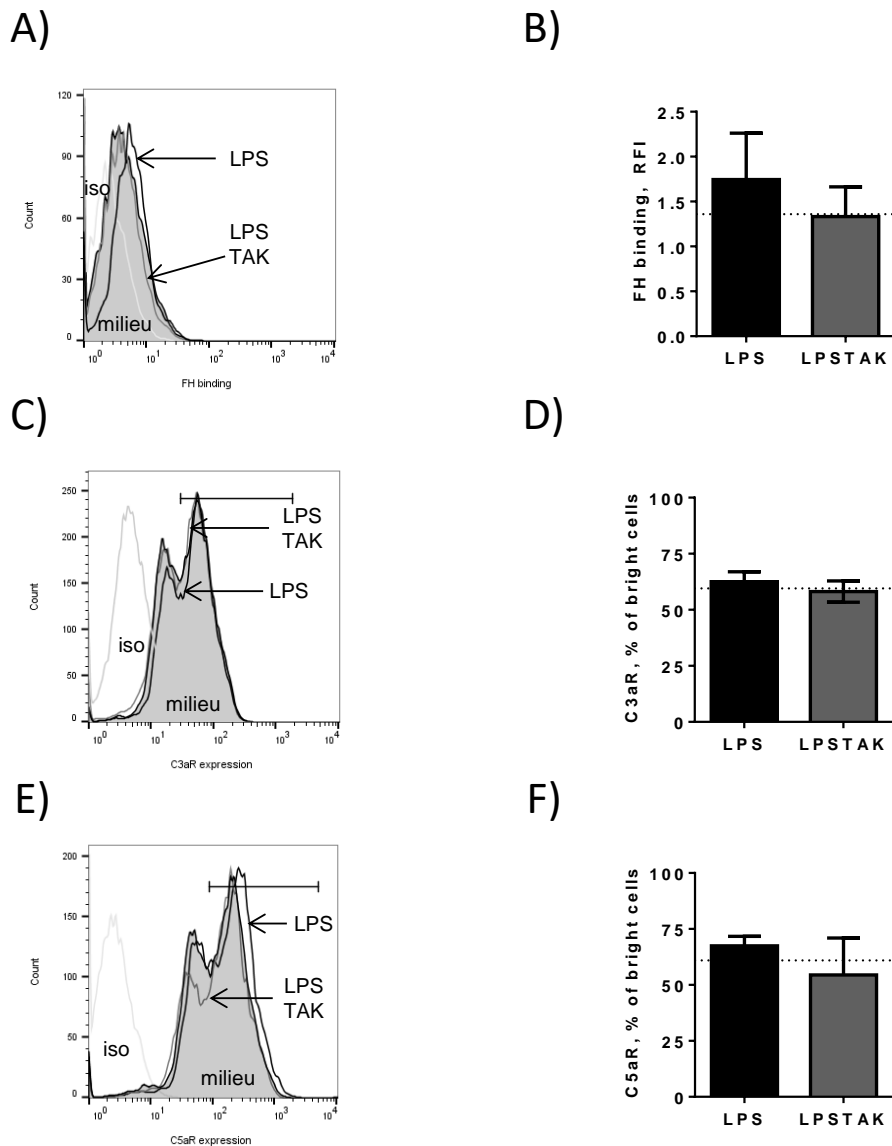 A)
B)
120
90
60
30
0
Count
iso
LPS
LPS
TAK
milieu
10^0
10^1
10^2
10^3
10^4
FH binding
2.5
2.0
1.5
1.0
0.5
0.0
FH binding, RFI
LPS
LPSTAK
C)
D)
250
200
150
100
50
0
Count
iso
LPS
TAK
LPS
milieu
10^0
10^1
10^2
10^3
10^4
C3aR expression
100
75
50
25
0
C3aR, % of bright cells
LPS
LPSTAK
E)
F)
200
150
100
50
0
Count
iso
LPS
LPS
TAK
milieu
10^0
10^1
10^2
10^3
10^4
C5aR expression
100
75
50
25
0
C5aR, % of bright cells
LPS
LPSTAK